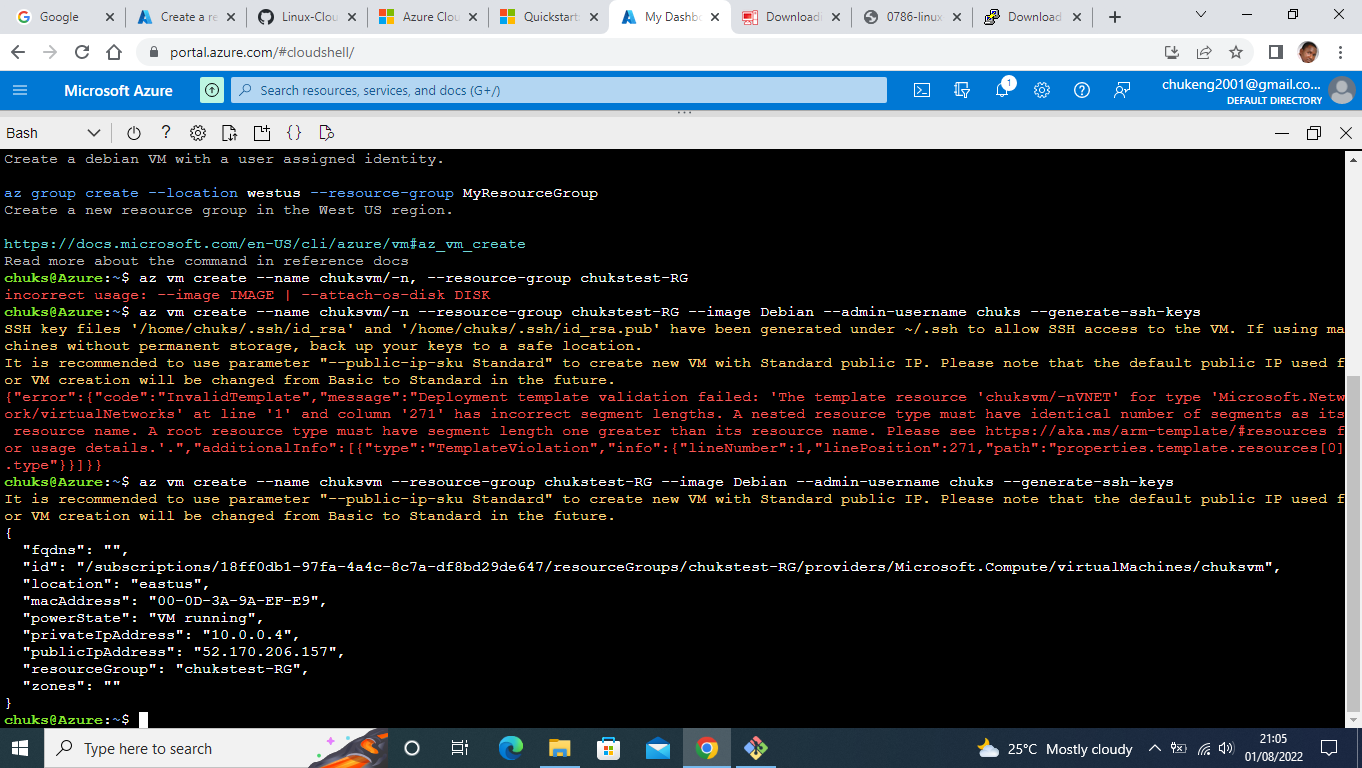 Google
Create a re
Linux-Clou
Azure Clou
Quickstart
My Dashbo
Downloadi
0786-linux
Download
portal.azure.com/#cloudshell/
Microsoft Azure
Search resources, services, and docs (G+/)
1
chukeng2001@gmail.co...
DEFAULT DIRECTORY
Bash
Create a debian VM with a user assigned identity.
az group create --location westus --resource-group MyResourceGroup
Create a new resource group in the West US region.
https://docs.microsoft.com/en-US/cli/azure/vm#az_vm_create
Read more about the command in reference docs
chuks@Azure:~$ az vm create --name chuksvm/-n, --resource-group chukstest-RG
incorrect usage: --image IMAGE | --attach-os-disk DISK
chuks@Azure:~$ az vm create --name chuksvm/-n --resource-group chukstest-RG --image Debian --admin-username chuks --generate-ssh-keys
SSH key files '/home/chuks/.ssh/id_rsa' and '/home/chuks/.ssh/id_rsa.pub' have been generated under ~/.ssh to allow SSH access to the VM. If using ma
chines without permanent storage, back up your keys to a safe location.
It is recommended to use parameter "--public-ip-sku Standard" to create new VM with Standard public IP. Please note that the default public IP used f
or VM creation will be changed from Basic to Standard in the future.
{"error":{"code":"InvalidTemplate","message":"Deployment template validation failed: 'The template resource 'chuksvm/-nVNET' for type 'Microsoft.Netw
ork/virtualNetworks' at line '1' and column '271' has incorrect segment lengths. A nested resource type must have identical number of segments as its
resource name. A root resource type must have segment length one greater than its resource name. Please see https://aka.ms/arm-template/#resources f
or usage details.'.","additionalInfo":[{"type":"TemplateViolation","info":{"lineNumber":1,"linePosition":271,"path":"properties.template.resources[0]
.type"}}]}}
chuks@Azure:~$ az vm create --name chuksvm --resource-group chukstest-RG --image Debian --admin-username chuks --generate-ssh-keys
It is recommended to use parameter "--public-ip-sku Standard" to create new VM with Standard public IP. Please note that the default public IP used f
or VM creation will be changed from Basic to Standard in the future.
{
"fqdns": "",
"id": "/subscriptions/18ff0db1-97fa-4a4c-8c7a-df8bd29de647/resourceGroups/chukstest-RG/providers/Microsoft.Compute/virtualMachines/chuksvm",
"location": "eastus",
"macAddress": "00-0D-3A-9A-EF-E9",
"powerState": "VM running",
"privateIpAddress": "10.0.0.4",
"publicIpAddress": "52.170.206.157",
"resourceGroup": "chukstest-RG",
"zones": ""
}
chuks@Azure:~$
Type here to search
25°C Mostly cloudy
21:05
01/08/2022